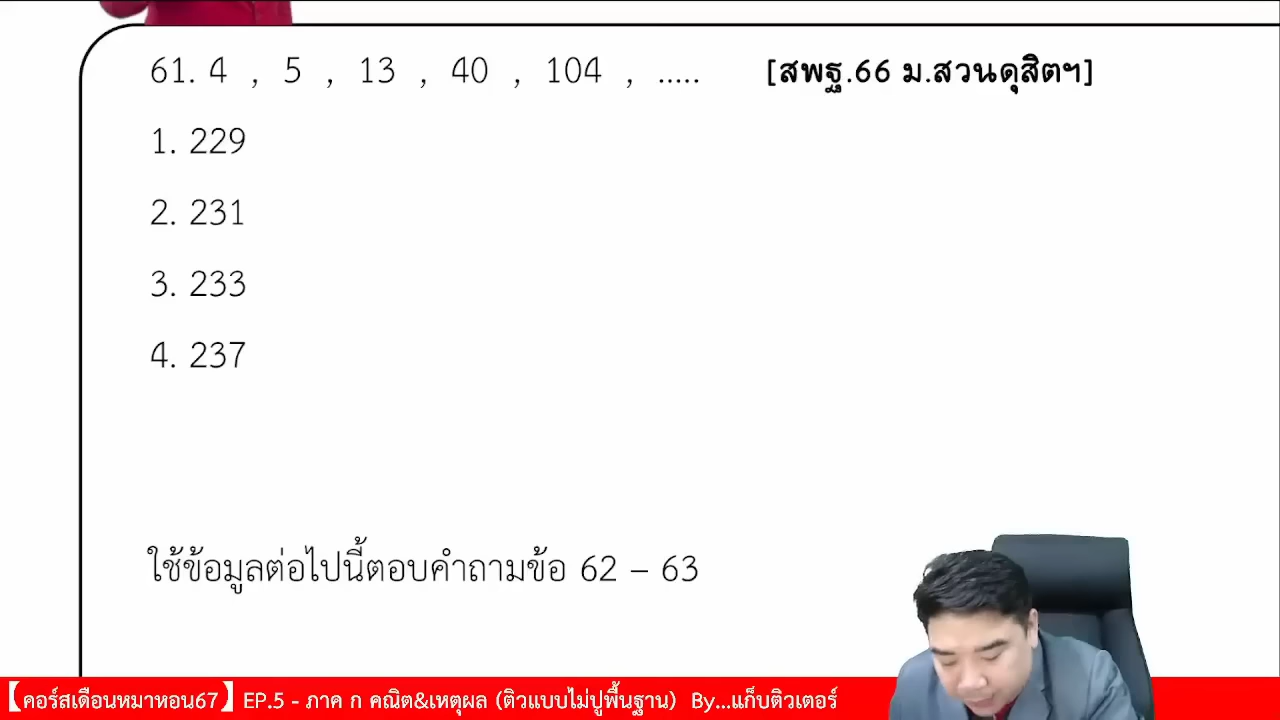 61. 4 , 5 , 13 , 40 , 104 , ..... [สพฐ.66 ม.สวนดุสิตฯ]
1. 229
2. 231
3. 233
4. 237
ใช้ข้อมูลต่อไปนี้ตอบคำถามข้อ 62 – 63
【คอร์สเดือนหมาหอน67】 EP.5 - ภาค ก คณิต&เหตุผล (ติวแบบไม่ปูพื้นฐาน) By...แก็บติวเตอร์